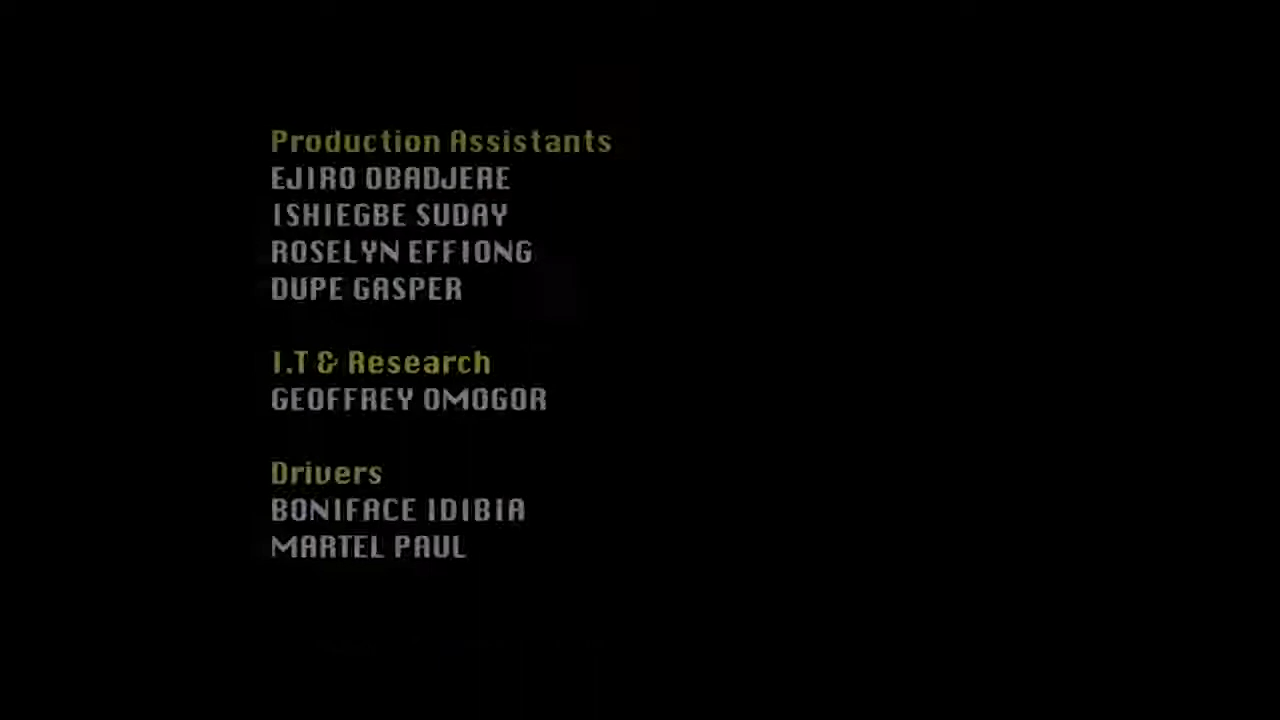 Production Assistants
EJIRO OBADJERE
ISHIEGBE SUDAY
ROSELYN EFFIONG
DUPE GASPER
I.T & Research
GEOFFREY OMOGOR
Drivers
BONIFACE IDIBIA
MARTEL PAUL